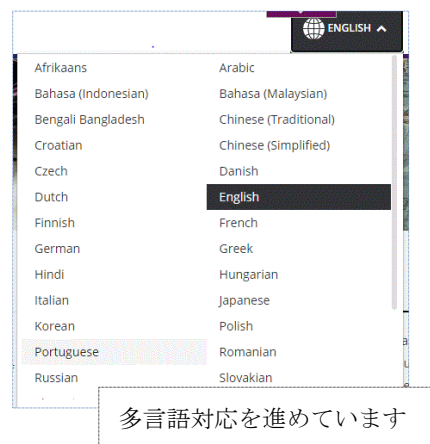 ENGLISH
Afrikaans Arabic
Bahasa (Indonesian) Bahasa (Malaysian)
Bengali Bangladesh Chinese (Traditional)
Croatian Chinese (Simplified)
Czech Danish
Dutch English
Finnish French
German Greek
Hindi Hungarian
Italian Japanese
Korean Polish
Portuguese Romanian
Russian Slovakian
多言語対応を進めています